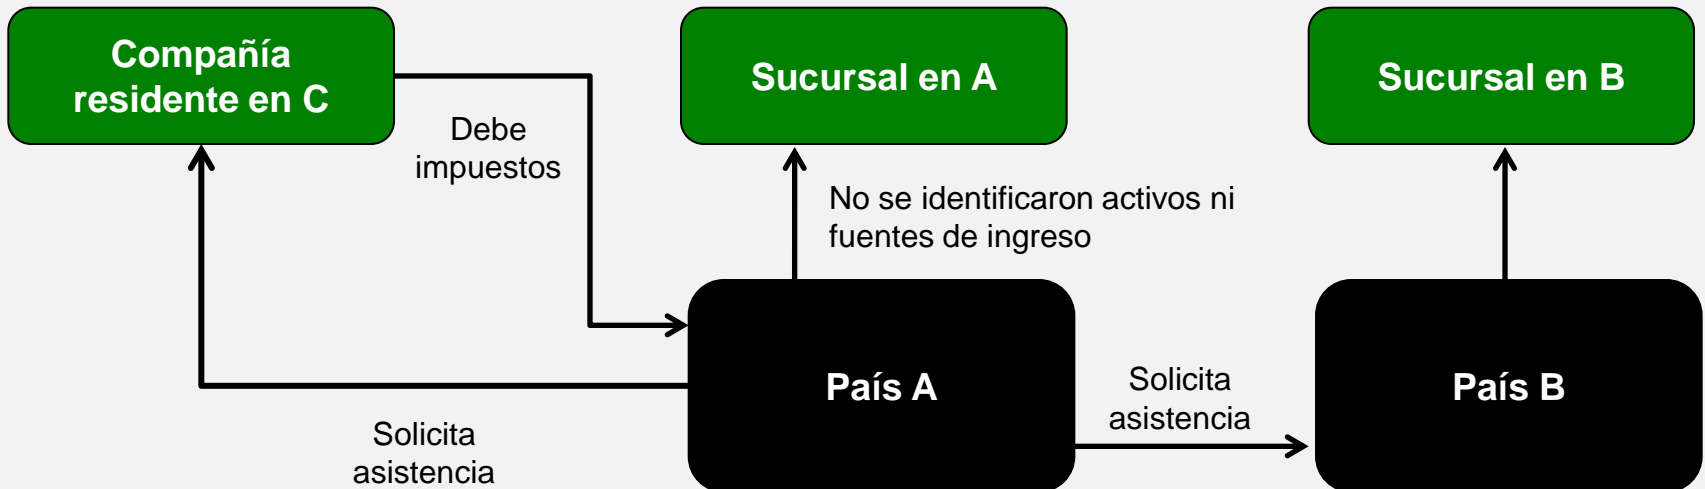 Compañía
residente en C
Sucursal en A
Sucursal en B
Debe
impuestos
No se identificaron activos ni
fuentes de ingreso
País A
Solicita
asistencia
País B
Solicita
asistencia